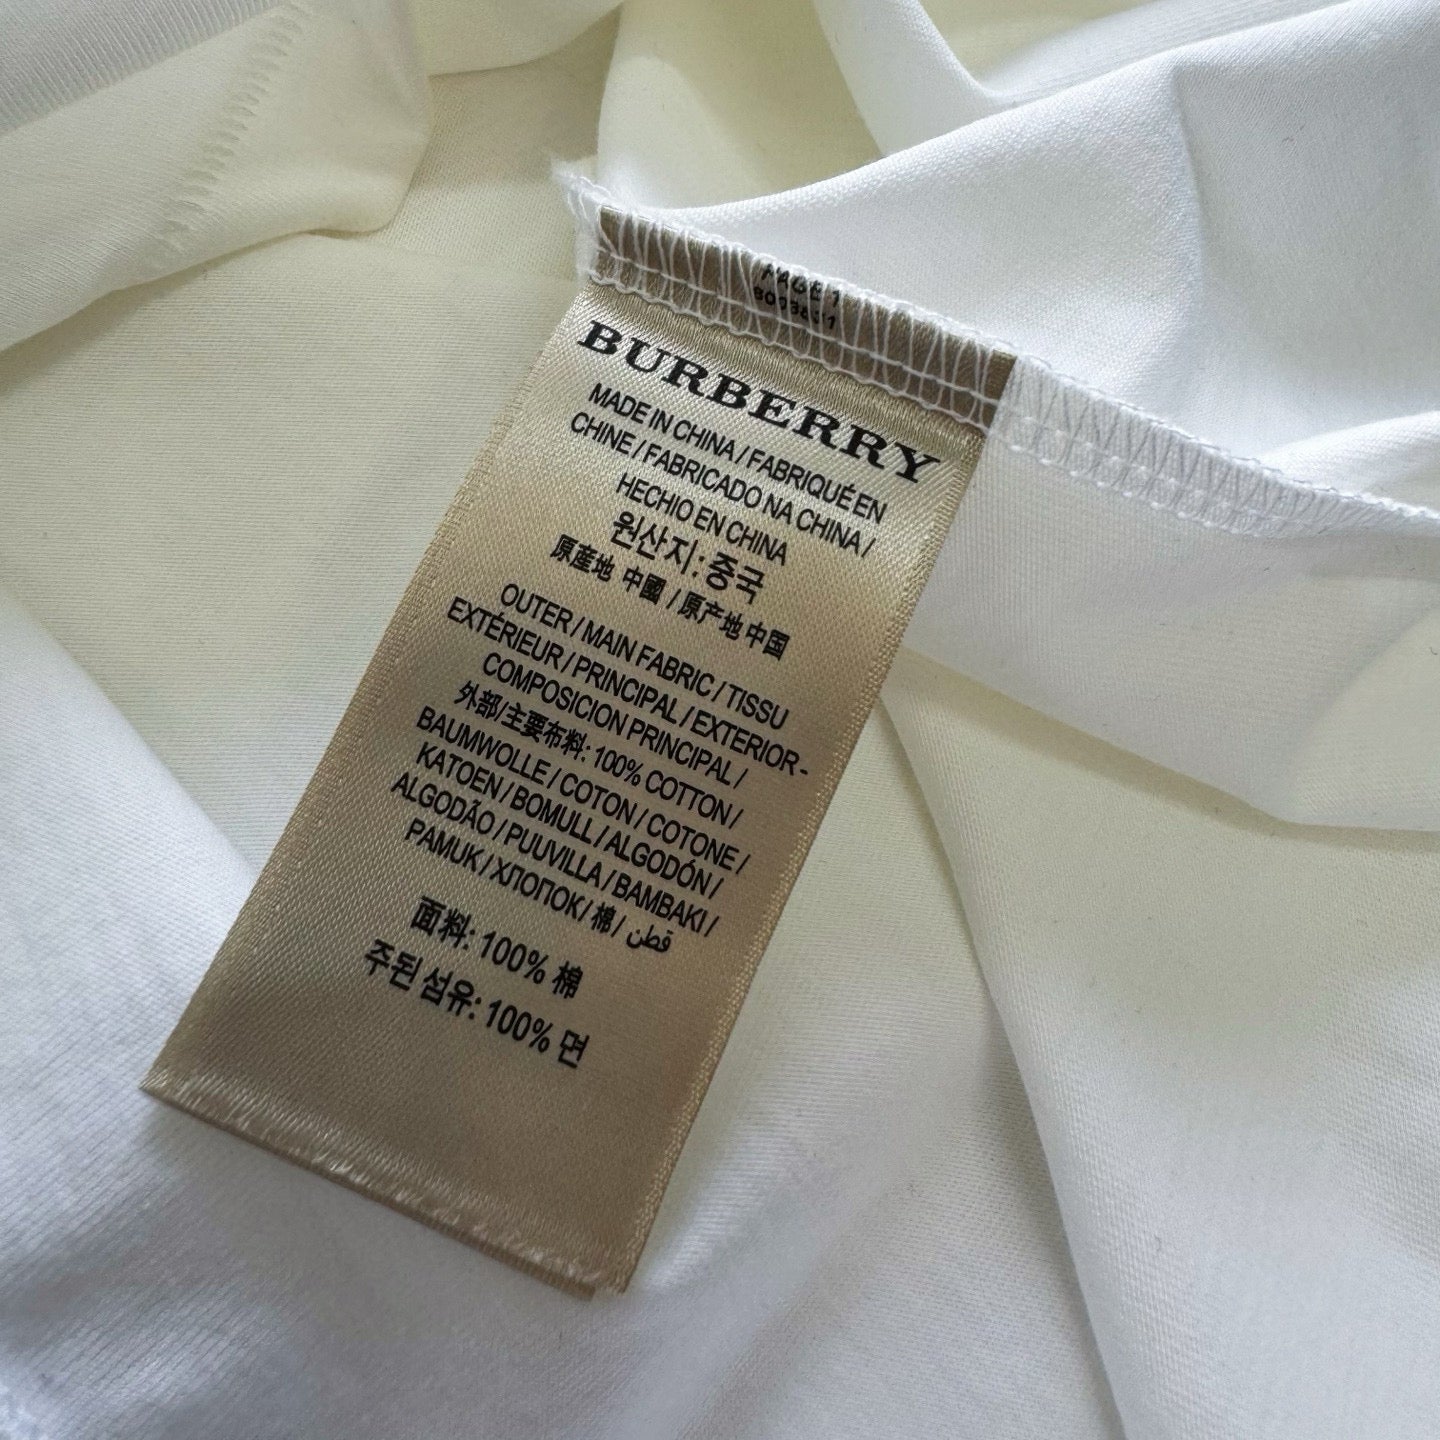 PAGE 1
8093831
BURBERRY
MADE IN CHINA / FABRIQUÉ EN
CHINE / FABRICADO NA CHINA /
HECHIO EN CHINA
원산지: 중국
原產地 中國 / 原产地 中国
OUTER / MAIN FABRIC / TISSU
EXTÉRIEUR / PRINCIPAL / EXTERIOR -
COMPOSICION PRINCIPAL /
外部/主要布料: 100% COTTON /
BAUMWOLLE / COTON / COTONE /
KATOEN / BOMULL / ALGODÓN /
ALGODÃO / PUUVILLA / BAMBAKI /
PAMUK / ХЛОПОК / 棉 / قطن
面料: 100% 棉
주된 섬유: 100% 면